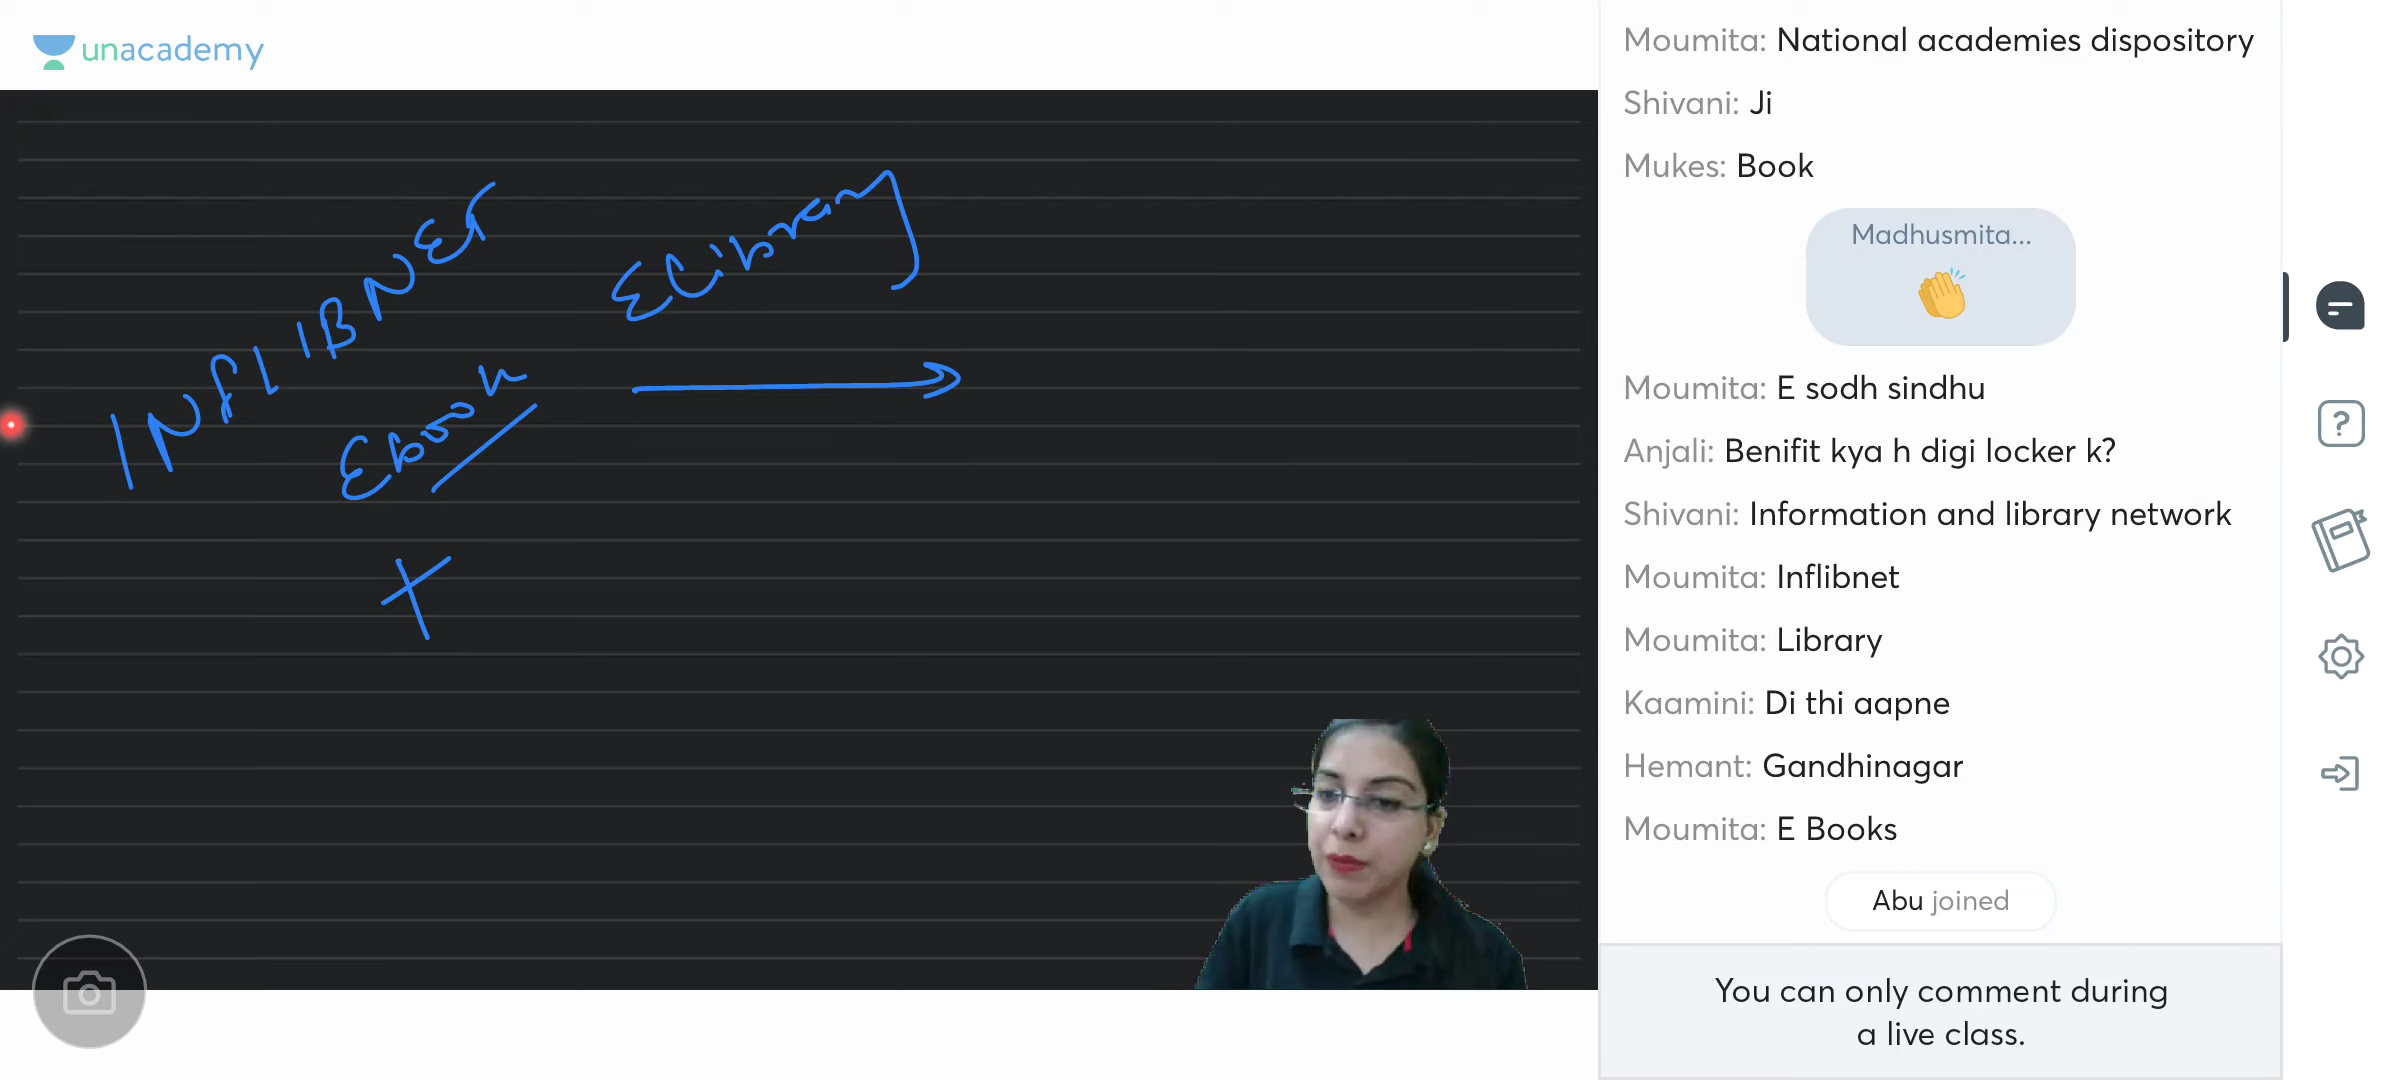 unacademy
INFLIBNET
Elibrary
Ebook
Moumita: National academies dispository
Shivani: Ji
Mukes: Book
Madhusmita...
Moumita: E sodh sindhu
Anjali: Benifit kya h digi locker k?
Shivani: Information and library network
Moumita: Inflibnet
Moumita: Library
Kaamini: Di thi aapne
Hemant: Gandhinagar
Moumita: E Books
Abu joined
You can only comment during
a live class.